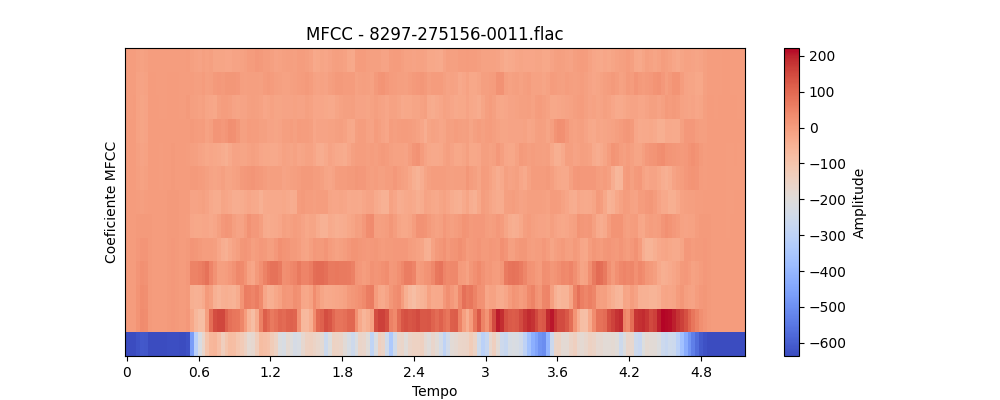 MFCC - 8297-275156-0011.flac
Coeficiente MFCC
0 0.6 1.2 1.8 2.4 3 3.6 4.2 4.8
Tempo
200
100
0
−100
−200
−300
−400
−500
−600
Amplitude